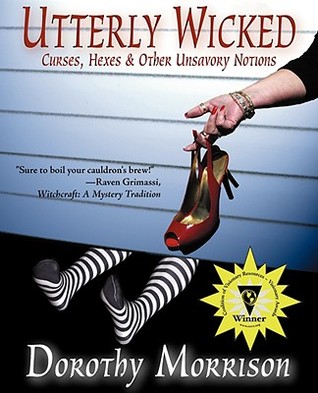 UTTERLY WICKED
CURSES, HEXES & OTHER UNSAVORY NOTIONS
"Sure to boil your cauldron's brew!"
—Raven Grimassi,
Witchcraft: A Mystery Tradition
Winner
DOROTHY MORRISON